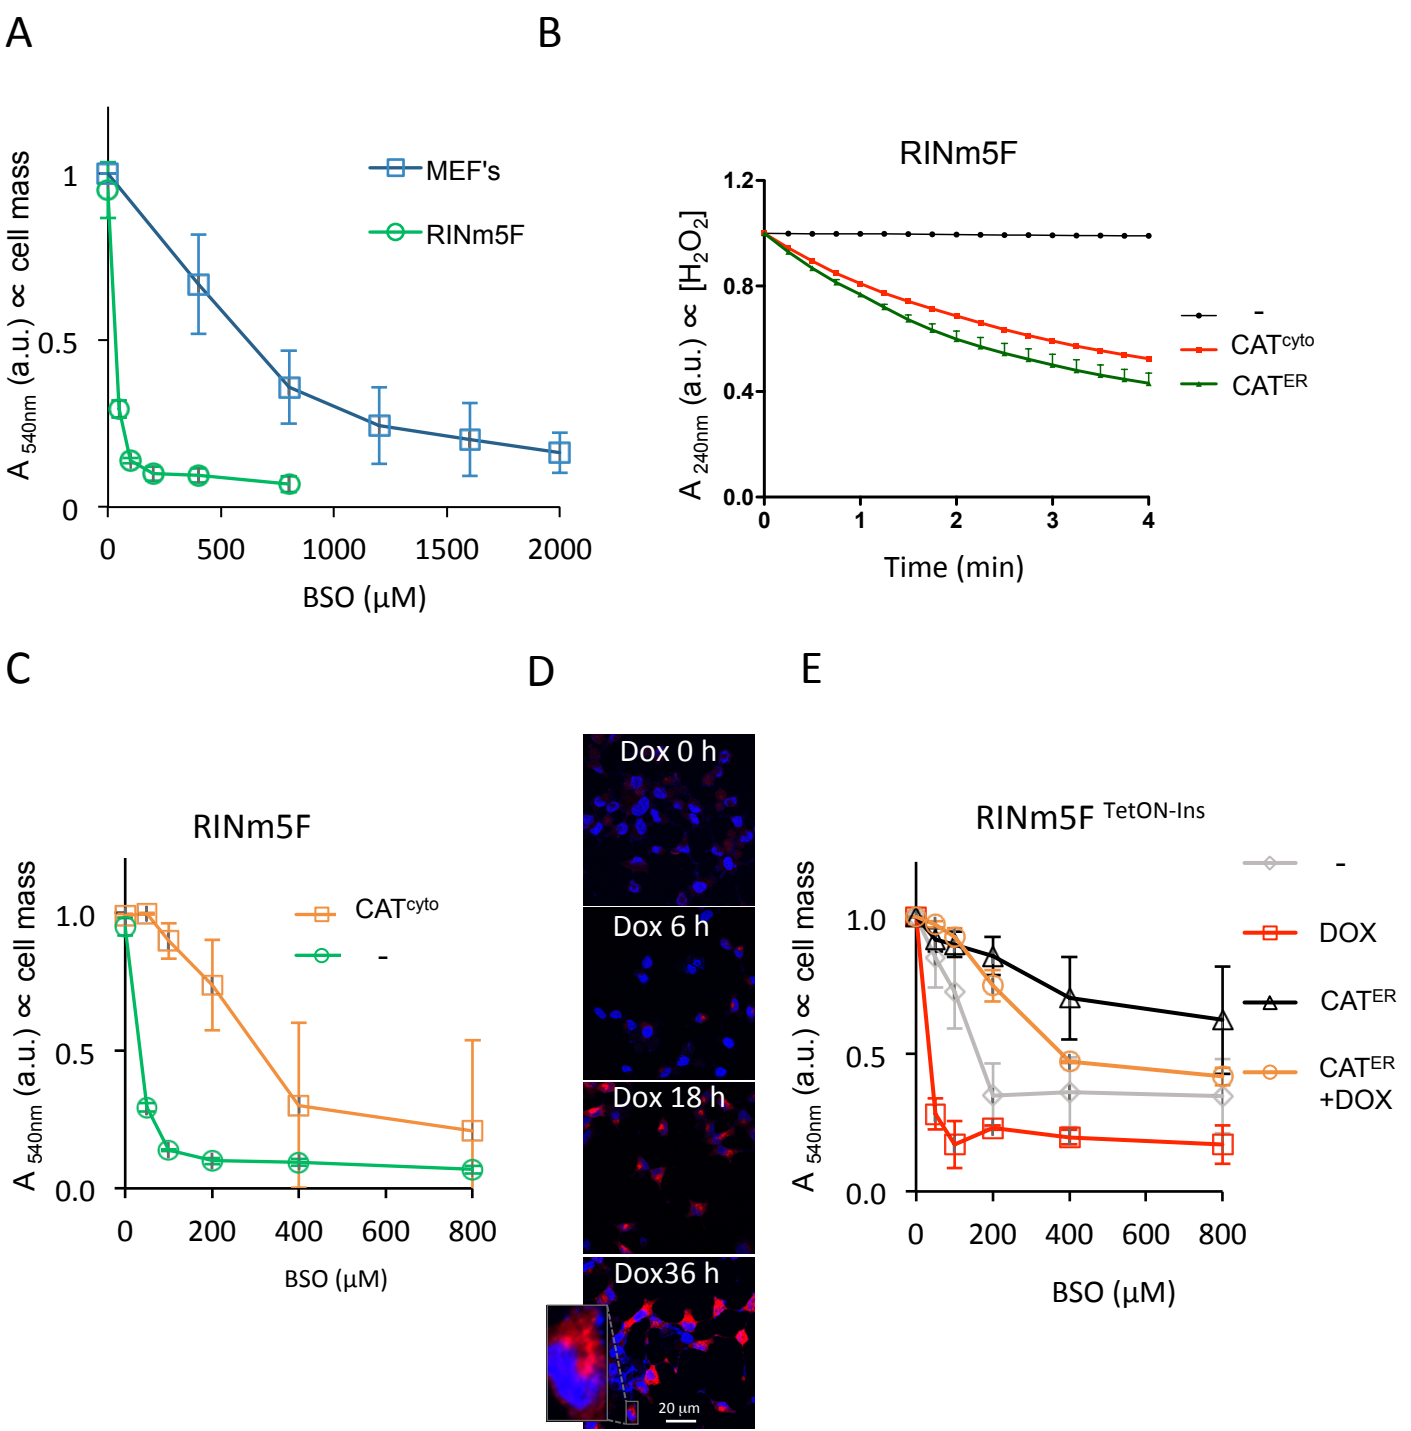 A
B
A 540nm (a.u.) ∝ cell mass
1
0.5
0
0 500 1000 1500 2000
BSO (µM)
MEF's
RINm5F
RINm5F
A 240nm (a.u.) ∝ [H2O2]
1.2
0.8
0.4
0.0
0 1 2 3 4
Time (min)
-
CATcyto
CATER
C
D
E
RINm5F
A 540nm (a.u.) ∝ cell mass
1.0
0.5
0.0
0 200 400 600 800
BSO (µM)
CATcyto
-
Dox 0 h
Dox 6 h
Dox 18 h
Dox36 h
20 µm
RINm5F TetON-Ins
A 540nm (a.u.) ∝ cell mass
1.0
0.5
0.0
0 200 400 600 800
BSO (µM)
-
DOX
CATER
CATER
+DOX